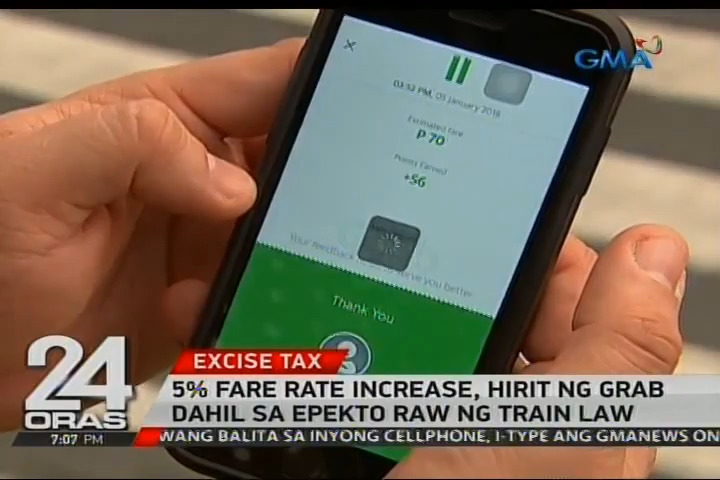 GMA
03:52 PM, 05 January 2018
Estimated fare
P 70
Points Earned
+56
Thank You
EXCISE TAX
24 ORAS
5% FARE RATE INCREASE, HIRIT NG GRAB
DAHIL SA EPEKTO RAW NG TRAIN LAW
7:07 PM
WANG BALITA SA INYONG CELLPHONE, I-TYPE ANG GMANEWS ON